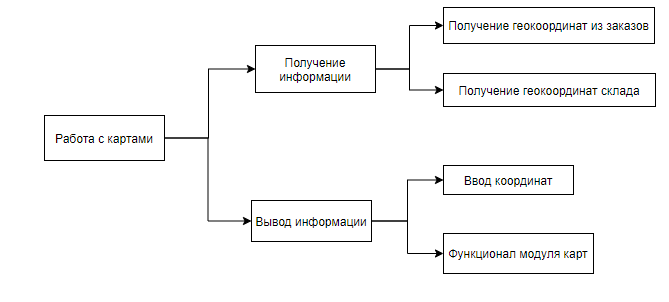 Получение геокоординат из заказов
Получение
информации
Получение геокоординат склада
Работа с картами
Ввод координат
Вывод информации
Функционал модуля карт